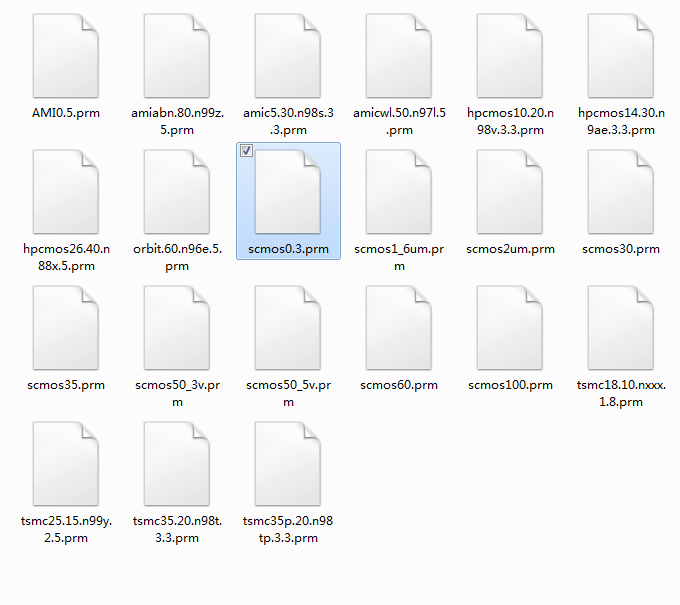 AMI0.5.prm
amiabn.80.n99z.
5.prm
amic5.30.n98s.3
.3.prm
amicwl.50.n97l.5
.prm
hpcmos10.20.n
98v.3.3.prm
hpcmos14.30.n
9ae.3.3.prm
hpcmos26.40.n
88x.5.prm
orbit.60.n96e.5.
prm
scmos0.3.prm
scmos1_6um.pr
m
scmos2um.prm
scmos30.prm
scmos35.prm
scmos50_3v.pr
m
scmos50_5v.pr
m
scmos60.prm
scmos100.prm
tsmc18.10.nxxx.
1.8.prm
tsmc25.15.n99y.
2.5.prm
tsmc35.20.n98t.
3.3.prm
tsmc35p.20.n98
tp.3.3.prm